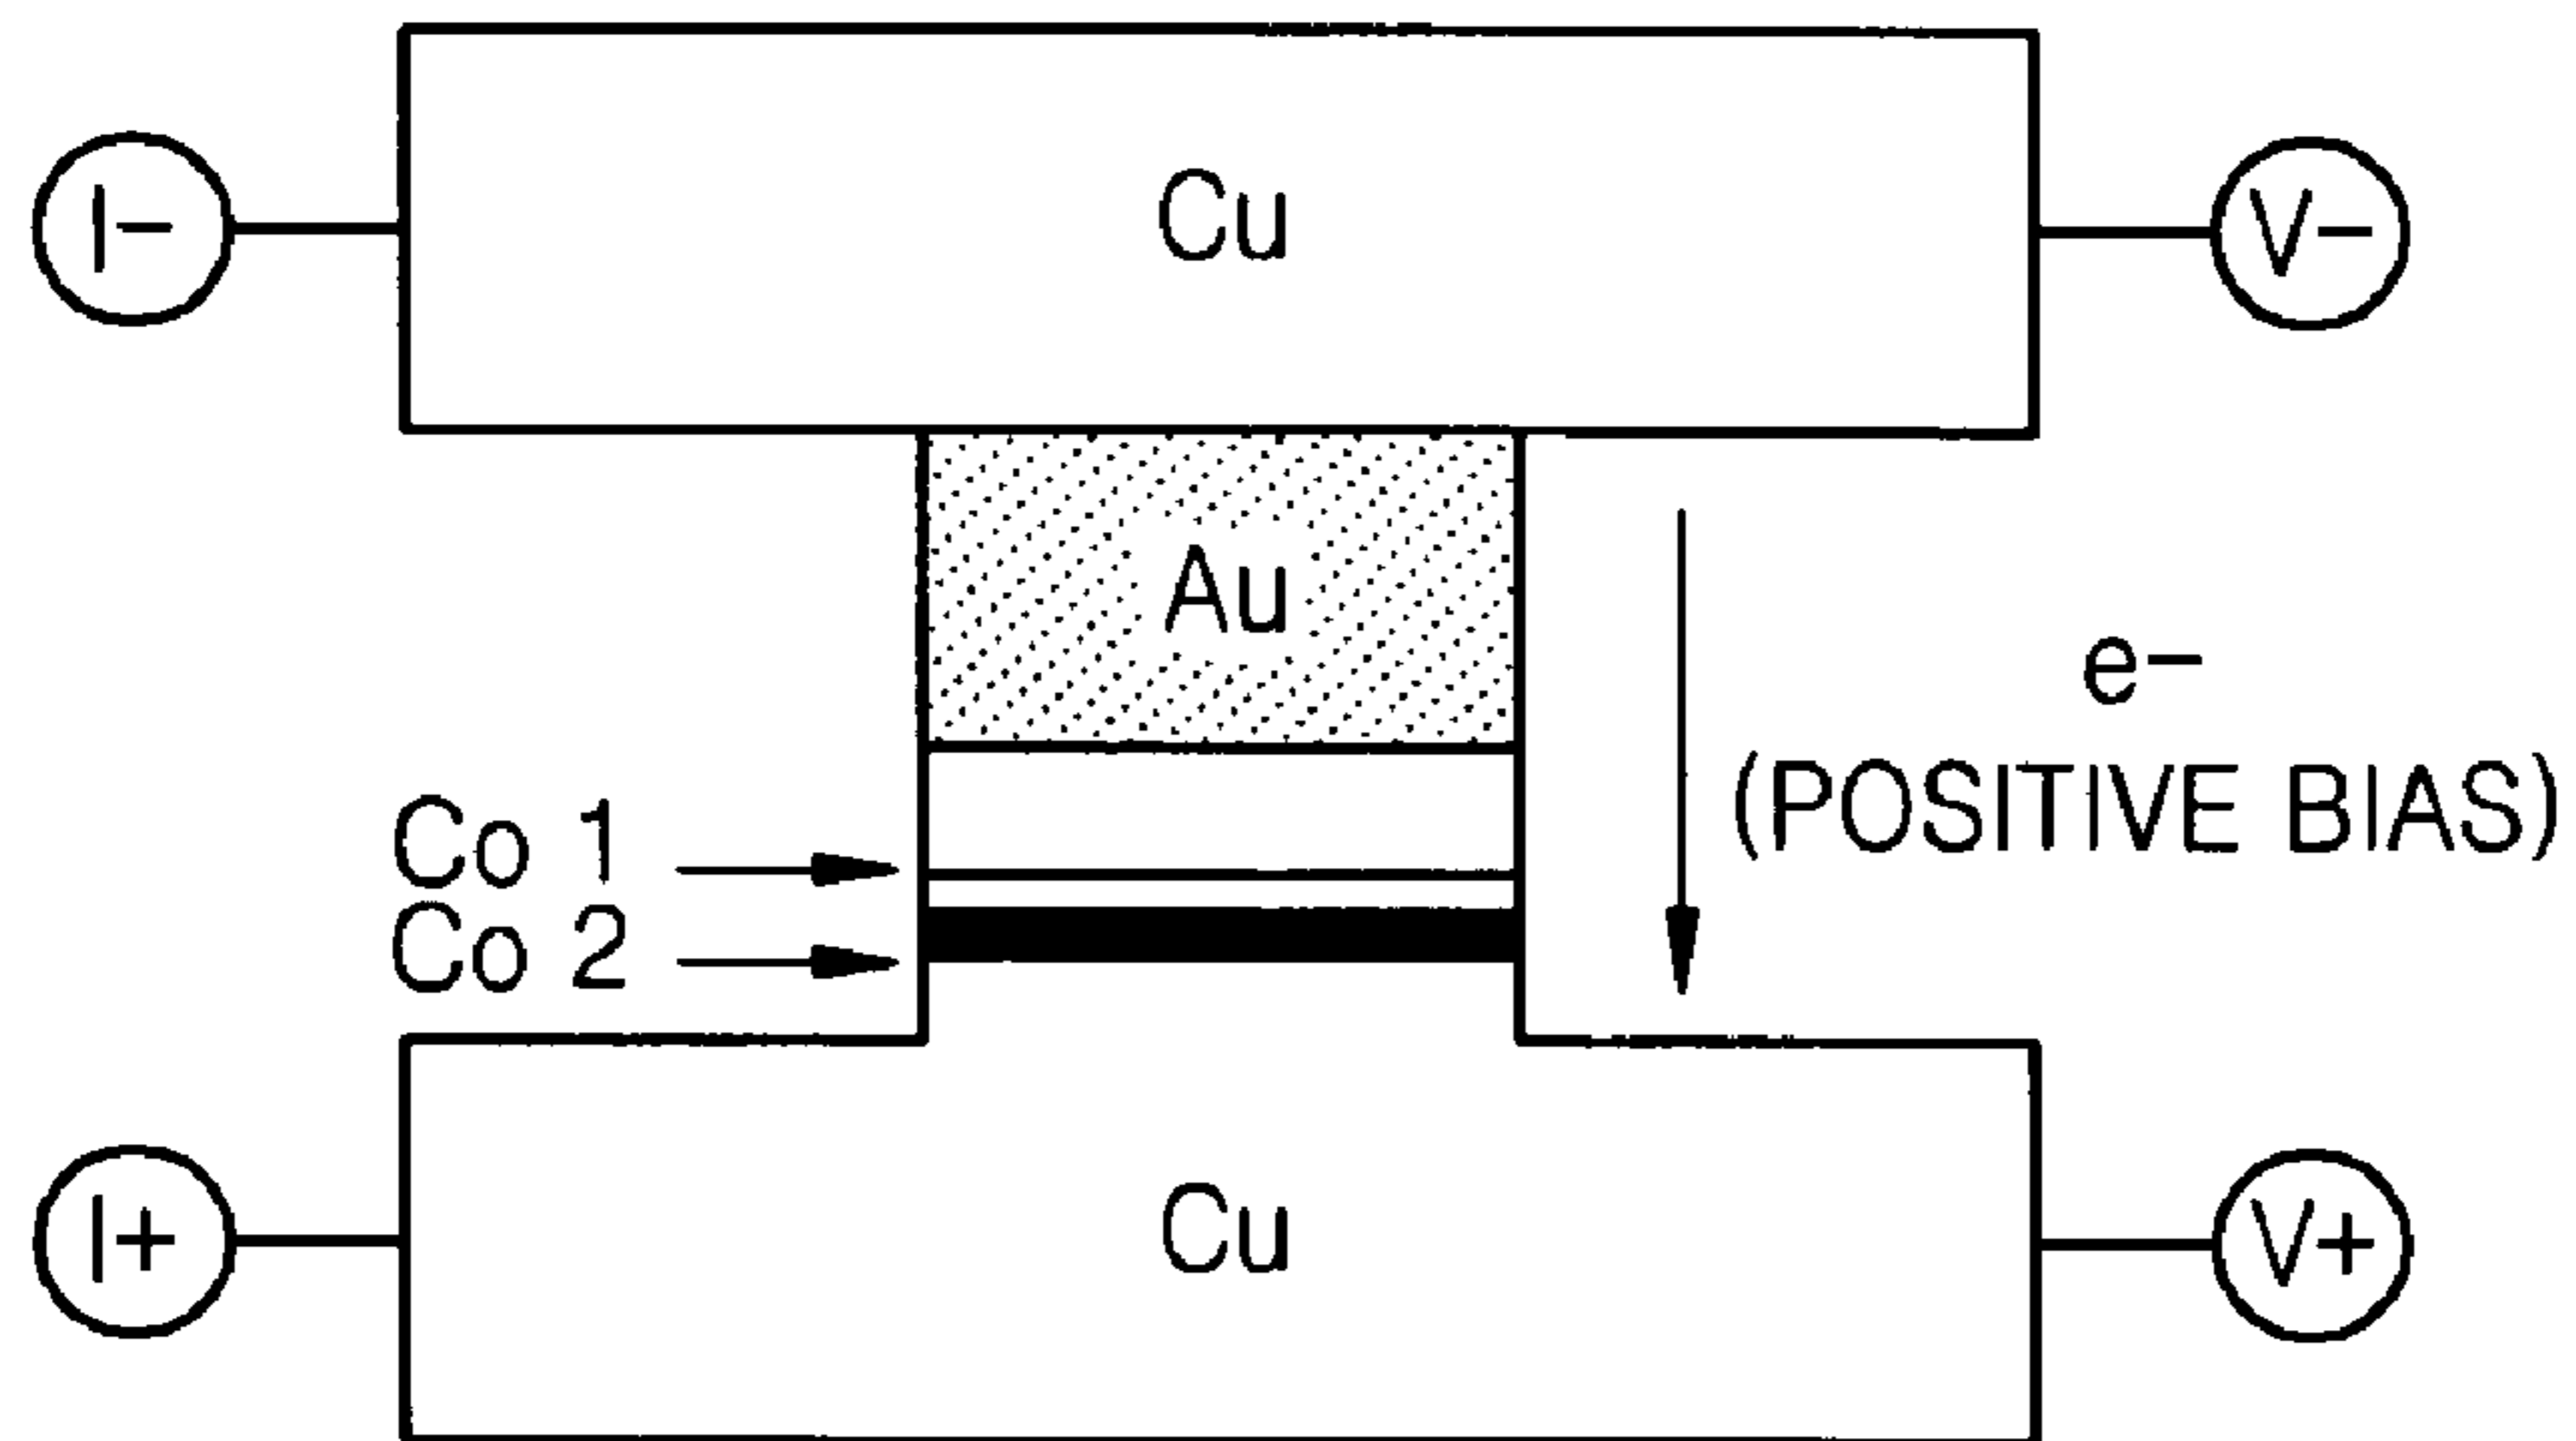 Cu
I−
V−
Au
e−
(POSITIVE BIAS)
Co 1
Co 2
Cu
I+
V+